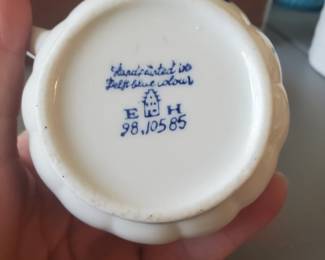 Handpainted in
Delft blue colour
E H
98.10585